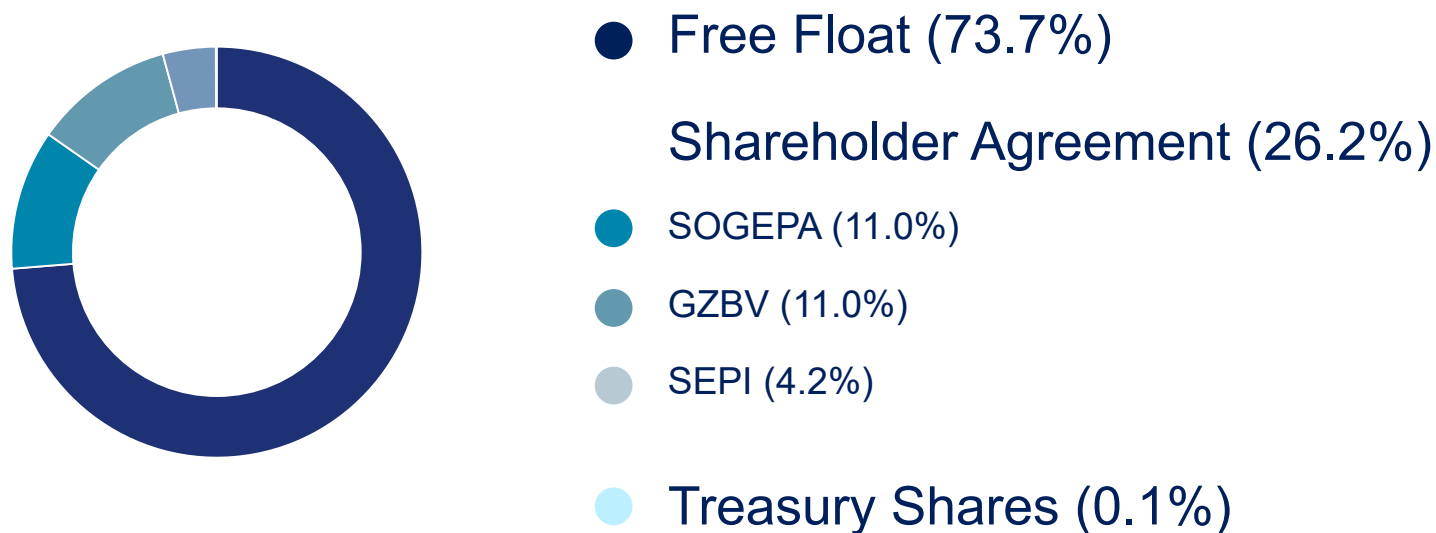 Free Float (73.7%)
Shareholder Agreement (26.2%)
SOGEPA (11.0%)
GZBV (11.0%)
SEPI (4.2%)
Treasury Shares (0.1%)